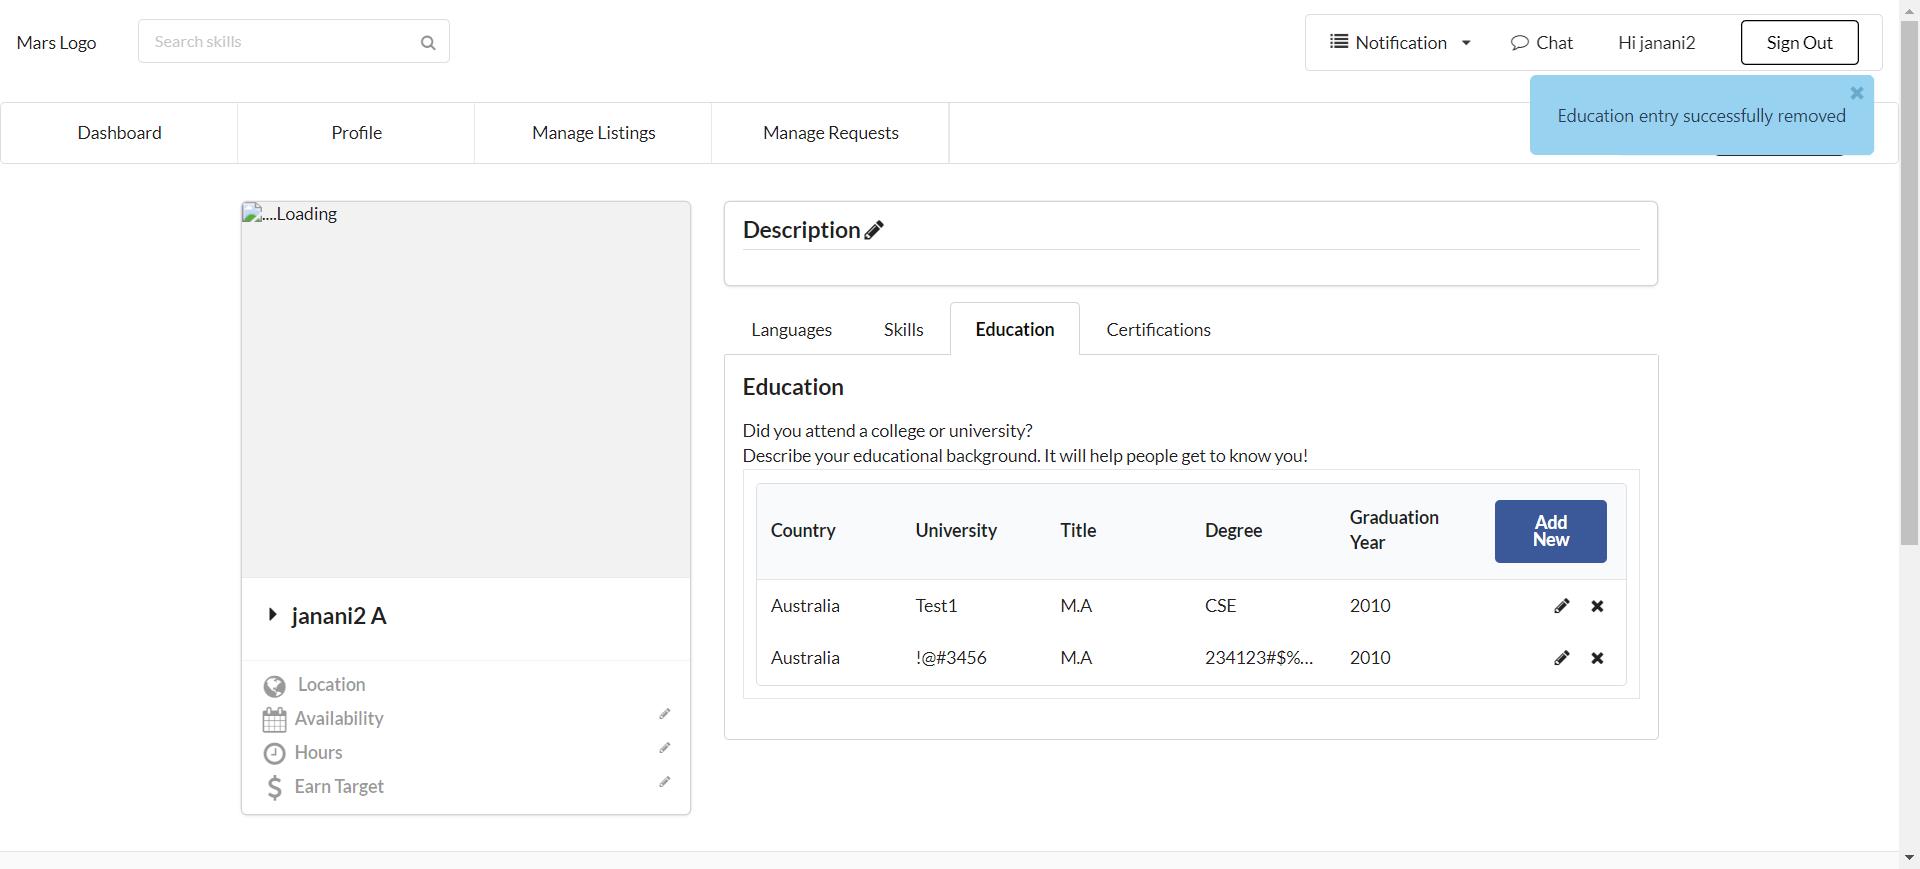 Mars Logo
Search skills
Notification
Chat
Hi janani2
Sign Out
Education entry successfully removed
Dashboard
Profile
Manage Listings
Manage Requests
....Loading
janani2 A
Location
Availability
Hours
Earn Target
Description
Languages
Skills
Education
Certifications
Education
Did you attend a college or university?
Describe your educational background. It will help people get to know you!
Country University Title Degree Graduation Year
Add New
Australia Test1 M.A CSE 2010
Australia !@#3456 M.A 234123#$%... 2010